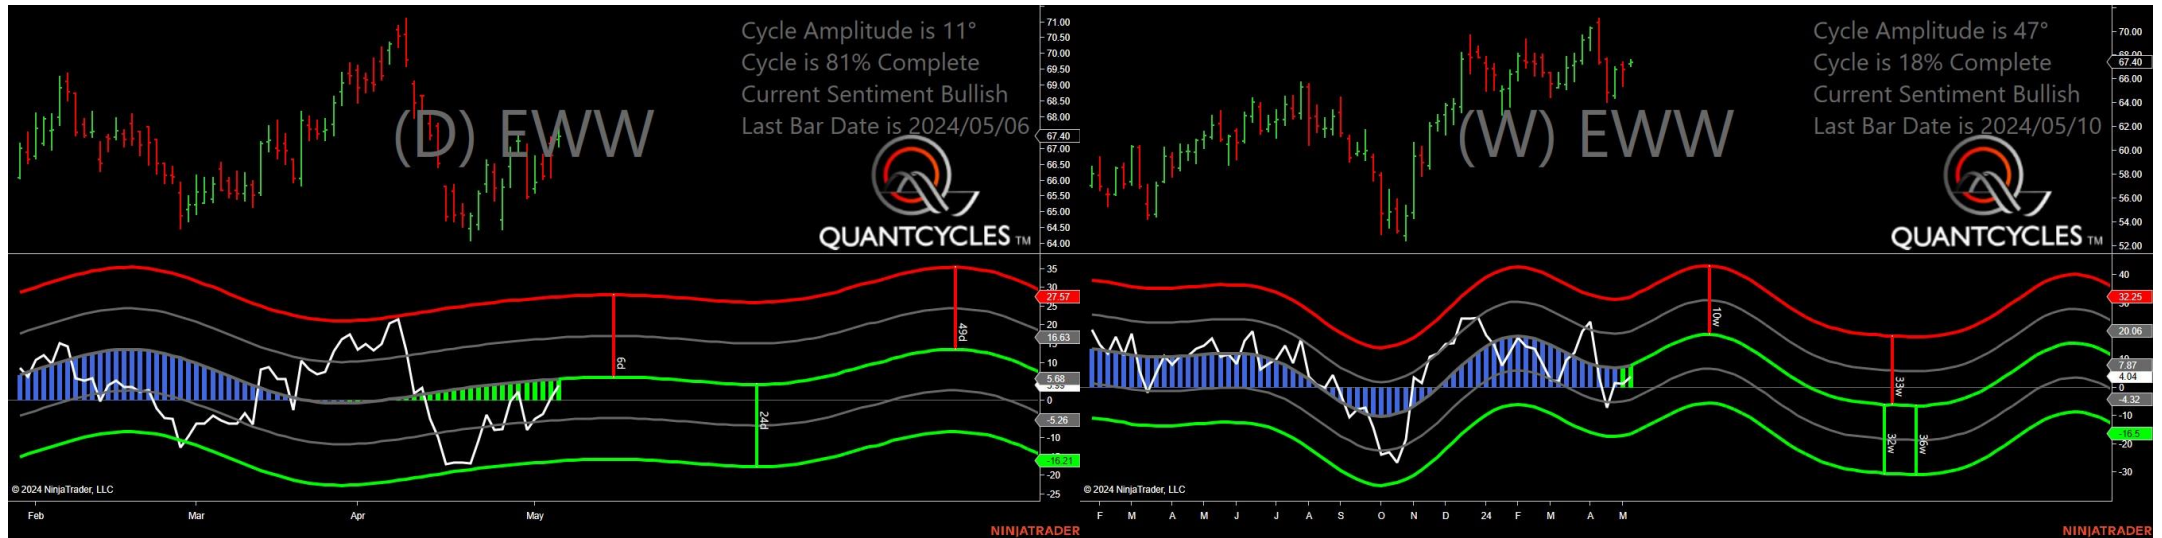 Cycle Amplitude is 11°
Cycle is 81% Complete
Current Sentiment Bullish
Last Bar Date is 2024/05/06
(D) EWW
QUANTCYCLES TM
71.00
70.50
70.00
69.50
69.00
68.50
68.00
67.40
67.00
66.50
66.00
65.50
65.00
64.50
64.00
35
30
27.57
25
20
16.63
15
10
5.68
0
-5.26
-10
-16.21
-20
-25
6d
24d
49d
© 2024 NinjaTrader, LLC
Feb
Mar
Apr
May
NINJATRADER
Cycle Amplitude is 47°
Cycle is 18% Complete
Current Sentiment Bullish
Last Bar Date is 2024/05/10
(W) EWW
QUANTCYCLES TM
70.00
68.00
67.40
66.00
64.00
62.00
60.00
58.00
56.00
54.00
52.00
40
32.25
30
20.06
10
7.87
4.04
0
-4.32
-10
-16.5
-20
-30
10w
33w
32w
36w
© 2024 NinjaTrader, LLC
F
M
A
M
J
J
A
S
O
N
D
24
F
M
A
M
NINJATRADER